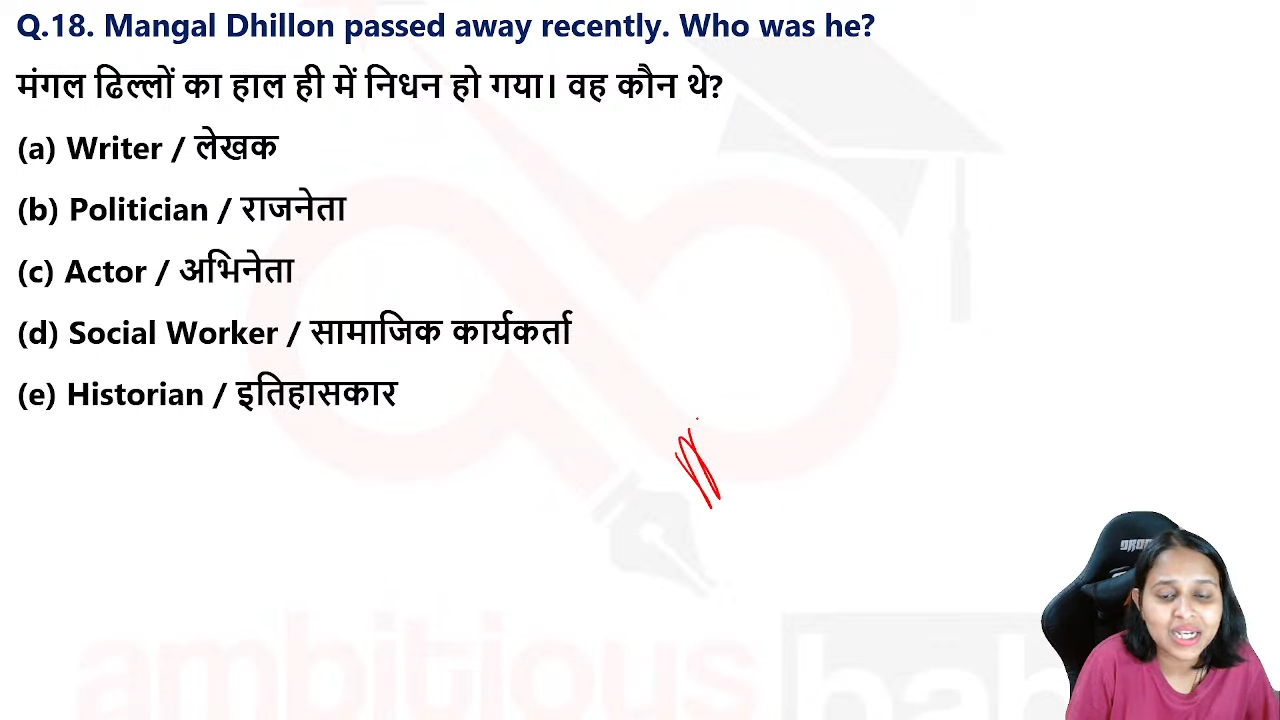 Q.18. Mangal Dhillon passed away recently. Who was he?
मंगल ढिल्लों का हाल ही में निधन हो गया। वह कौन थे?
(a) Writer / लेखक
(b) Politician / राजनेता
(c) Actor / अभिनेता
(d) Social Worker / सामाजिक कार्यकर्ता
(e) Historian / इतिहासकार
ambitious